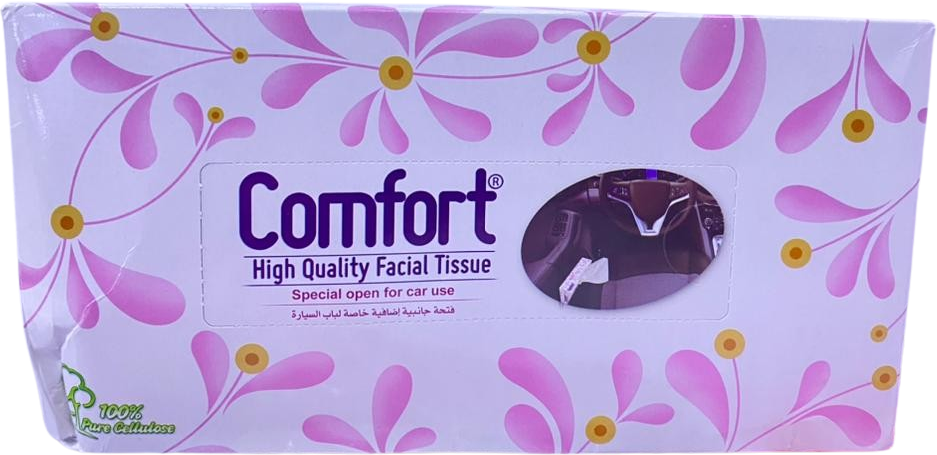 Comfort®
High Quality Facial Tissue
Special open for car use
فتحة جانبية إضافية خاصة لباب السيارة
100%
Pure Cellulose